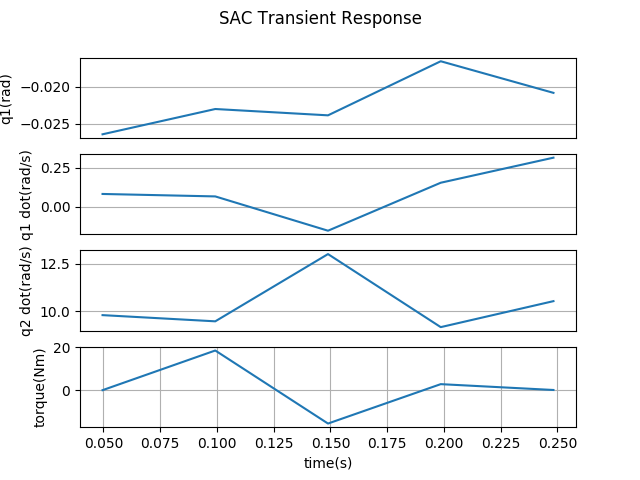 SAC Transient Response
−0.020
−0.025
q1(rad)
0.25
0.00
q1 dot(rad/s)
12.5
10.0
q2 dot(rad/s)
20
0
torque(Nm)
0.050 0.075 0.100 0.125 0.150 0.175 0.200 0.225 0.250
time(s)